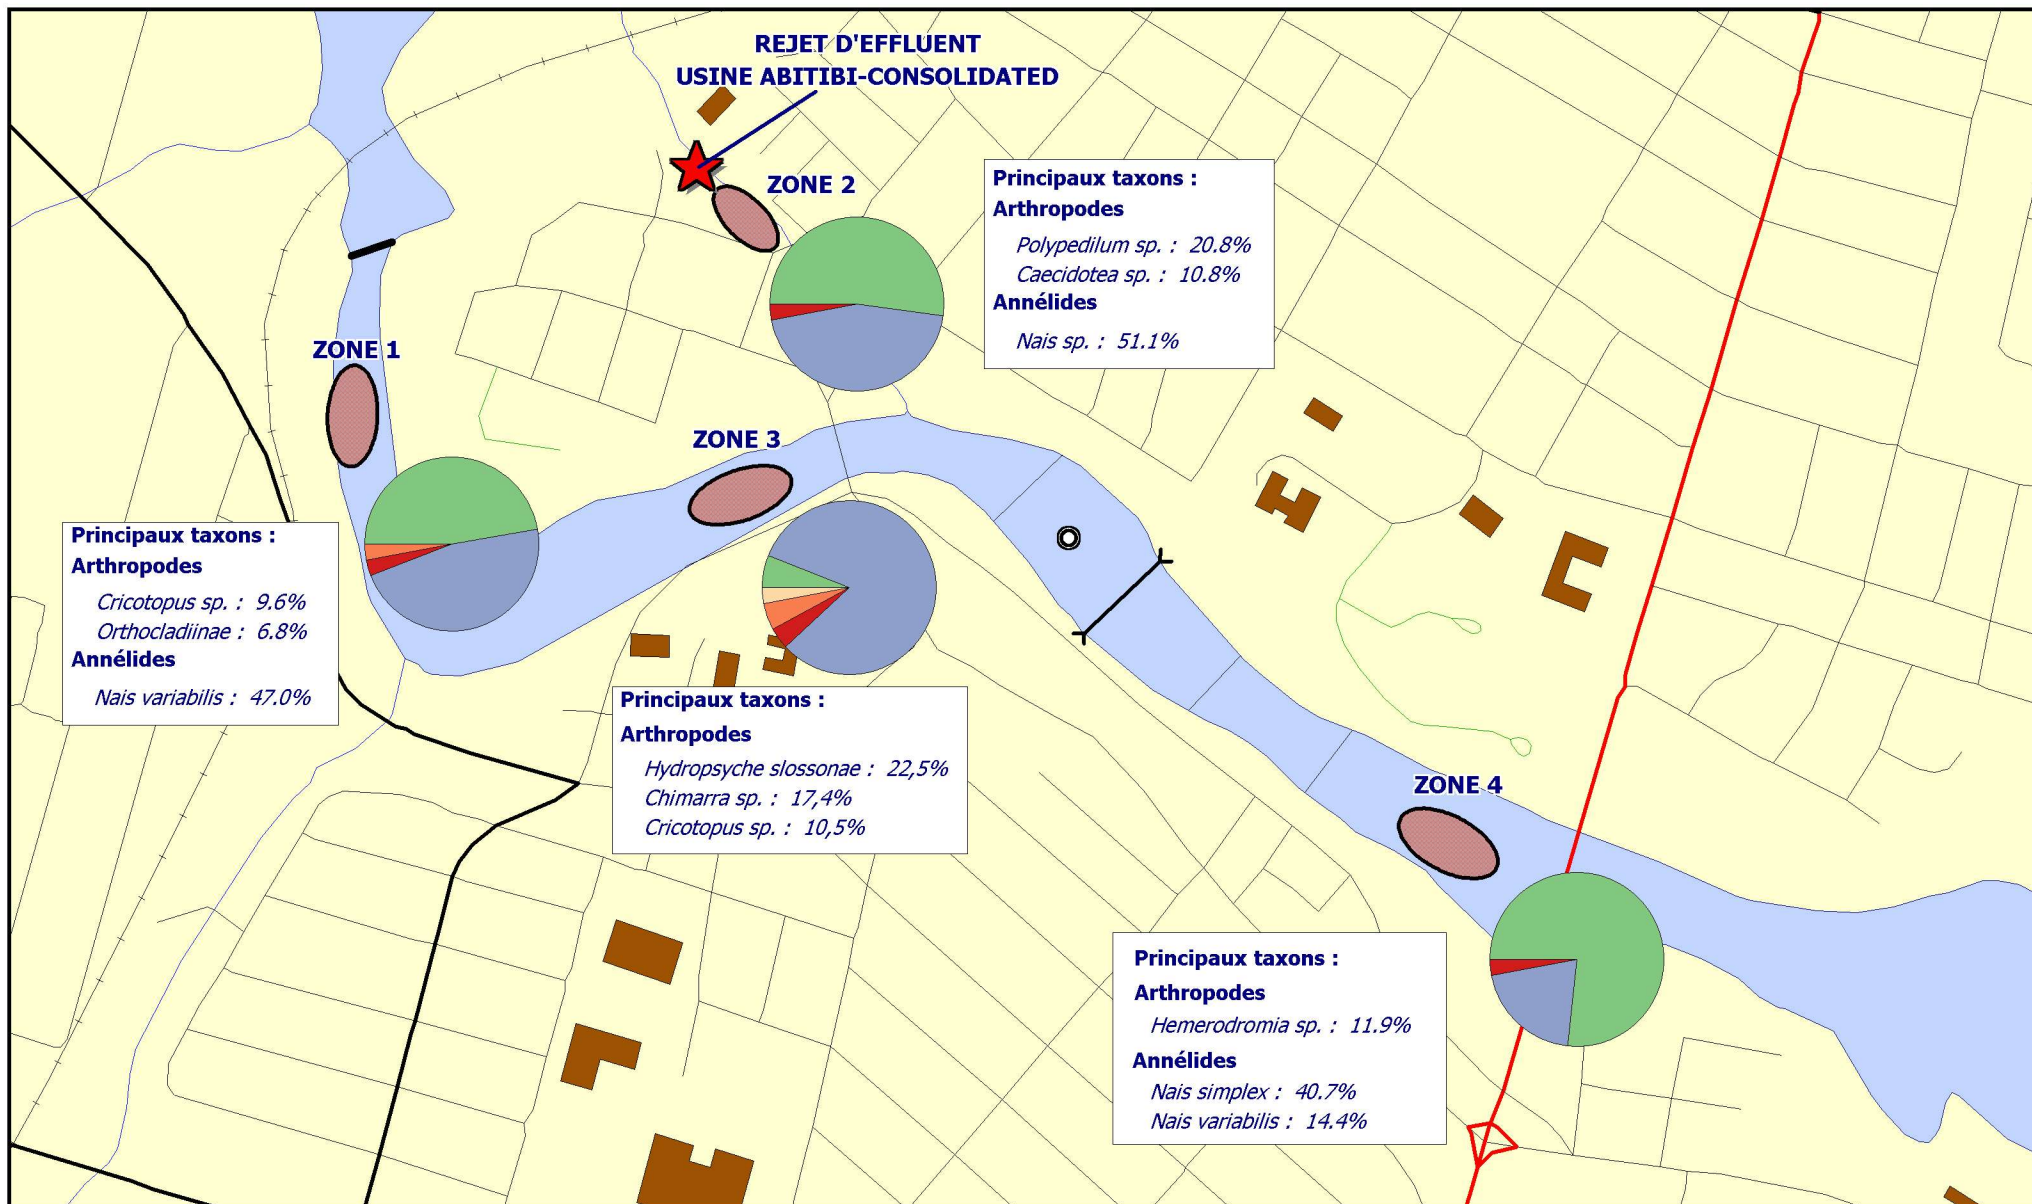 REJET D'EFFLUENT
USINE ABITIBI-CONSOLIDATED
ZONE 2
Principaux taxons :
Arthropodes
Polypedilum sp. : 20.8%
Caecidotea sp. : 10.8%
Annélides
Nais sp. : 51.1%
ZONE 1
ZONE 3
Principaux taxons :
Arthropodes
Cricotopus sp. : 9.6%
Orthocladiinae : 6.8%
Annélides
Nais variabilis : 47.0%
Principaux taxons :
Arthropodes
Hydropsyche slossonae : 22,5%
Chimarra sp. : 17,4%
Cricotopus sp. : 10,5%
ZONE 4
Principaux taxons :
Arthropodes
Hemerodromia sp. : 11.9%
Annélides
Nais simplex : 40.7%
Nais variabilis : 14.4%